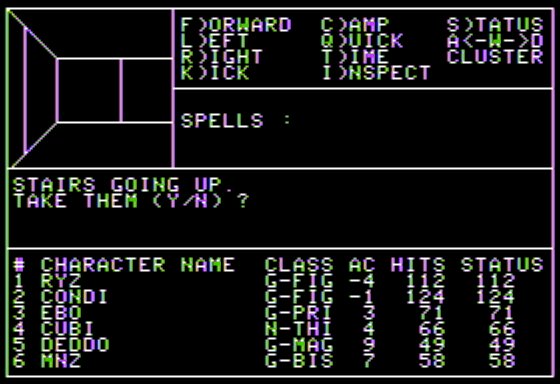 F)ORWARD C)AMP S)TATUS
L)EFT Q)UICK A<-W->D
R)IGHT T)IME CLUSTER
K)ICK I)NSPECT
SPELLS :
STAIRS GOING UP.
TAKE THEM (Y/N) ?
# CHARACTER NAME CLASS AC HITS STATUS
1 RYZ G-FIG -4 112 112
2 CONDI G-FIG -1 124 124
3 EBO G-PRI 3 71 71
4 CUBI N-THI 4 66 66
5 DEDDO G-MAG 9 49 49
6 MNZ G-BIS 7 58 58